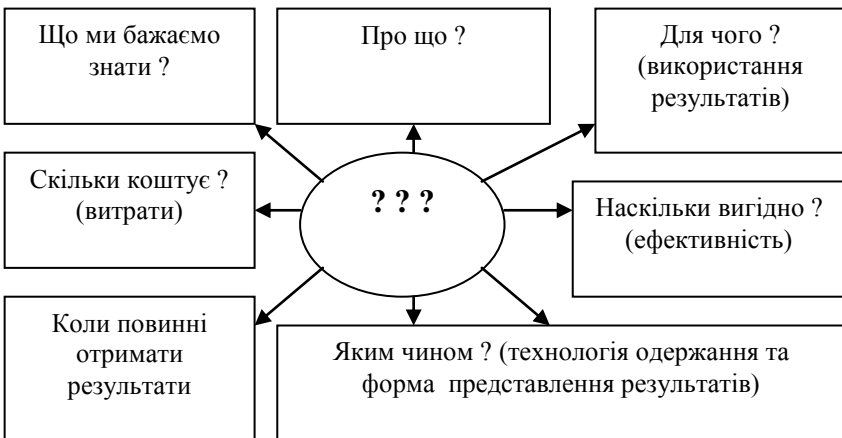 Що ми бажаємо
знати ?
Про що ?
Для чого ?
(використання
результатів)
Скільки коштує ?
(витрати)
? ? ?
Наскільки вигідно ?
(ефективність)
Коли повинні
отримати
результати
Яким чином ? (технологія одержання та
форма представлення результатів)